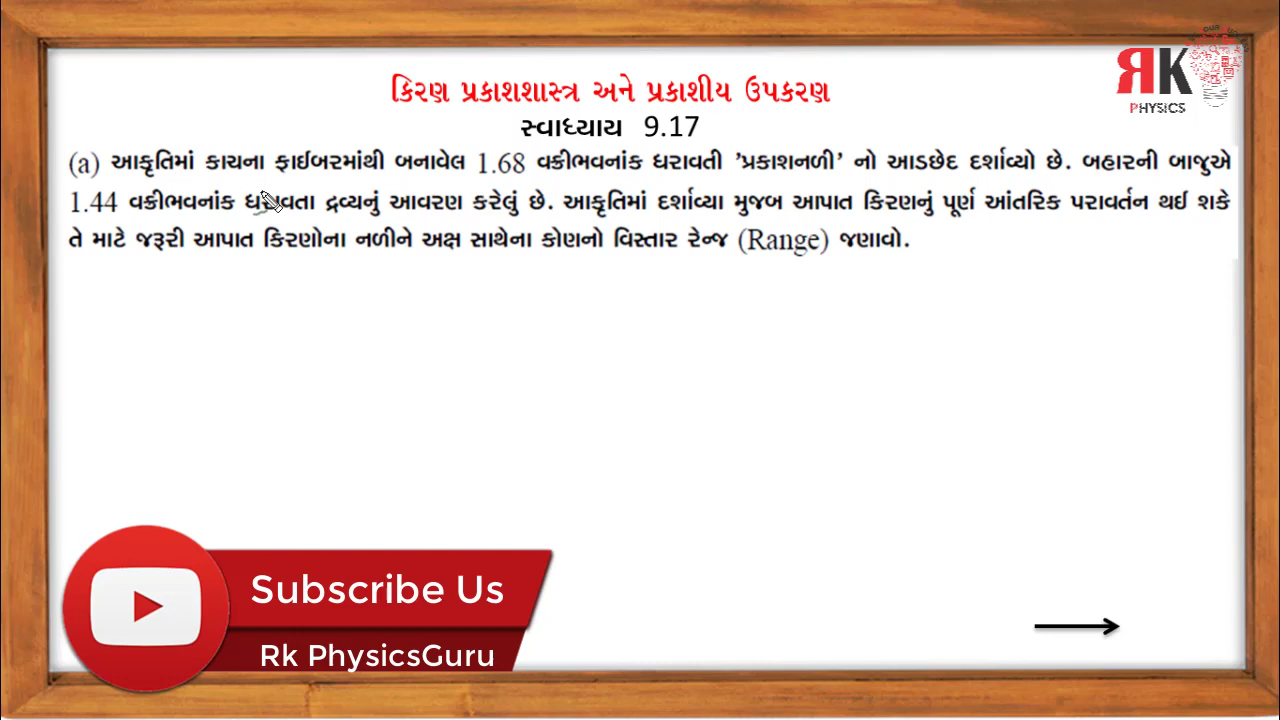 ЯK
PHYSICS
કિરણ પ્રકાશશાસ્ત્ર અને પ્રકાશીય ઉપકરણ
સ્વાધ્યાય 9.17
(a) આકૃતિમાં કાચના ફાઈબરમાંથી બનાવેલ 1.68 વક્રીભવનાંક ધરાવતી 'પ્રકાશનળી' નો આડછેદ દર્શાવ્યો છે. બહારની બાજુએ
1.44 વક્રીભવનાંક ધરાવતા દ્રવ્યનું આવરણ કરેલું છે. આકૃતિમાં દર્શાવ્યા મુજબ આપાત કિરણનું પૂર્ણ આંતરિક પરાવર્તન થઈ શકે
તે માટે જરૂરી આપાત કિરણોના નળીને અક્ષ સાથેના કોણનો વિસ્તાર રેન્જ (Range) જણાવો.
Subscribe Us
Rk PhysicsGuru